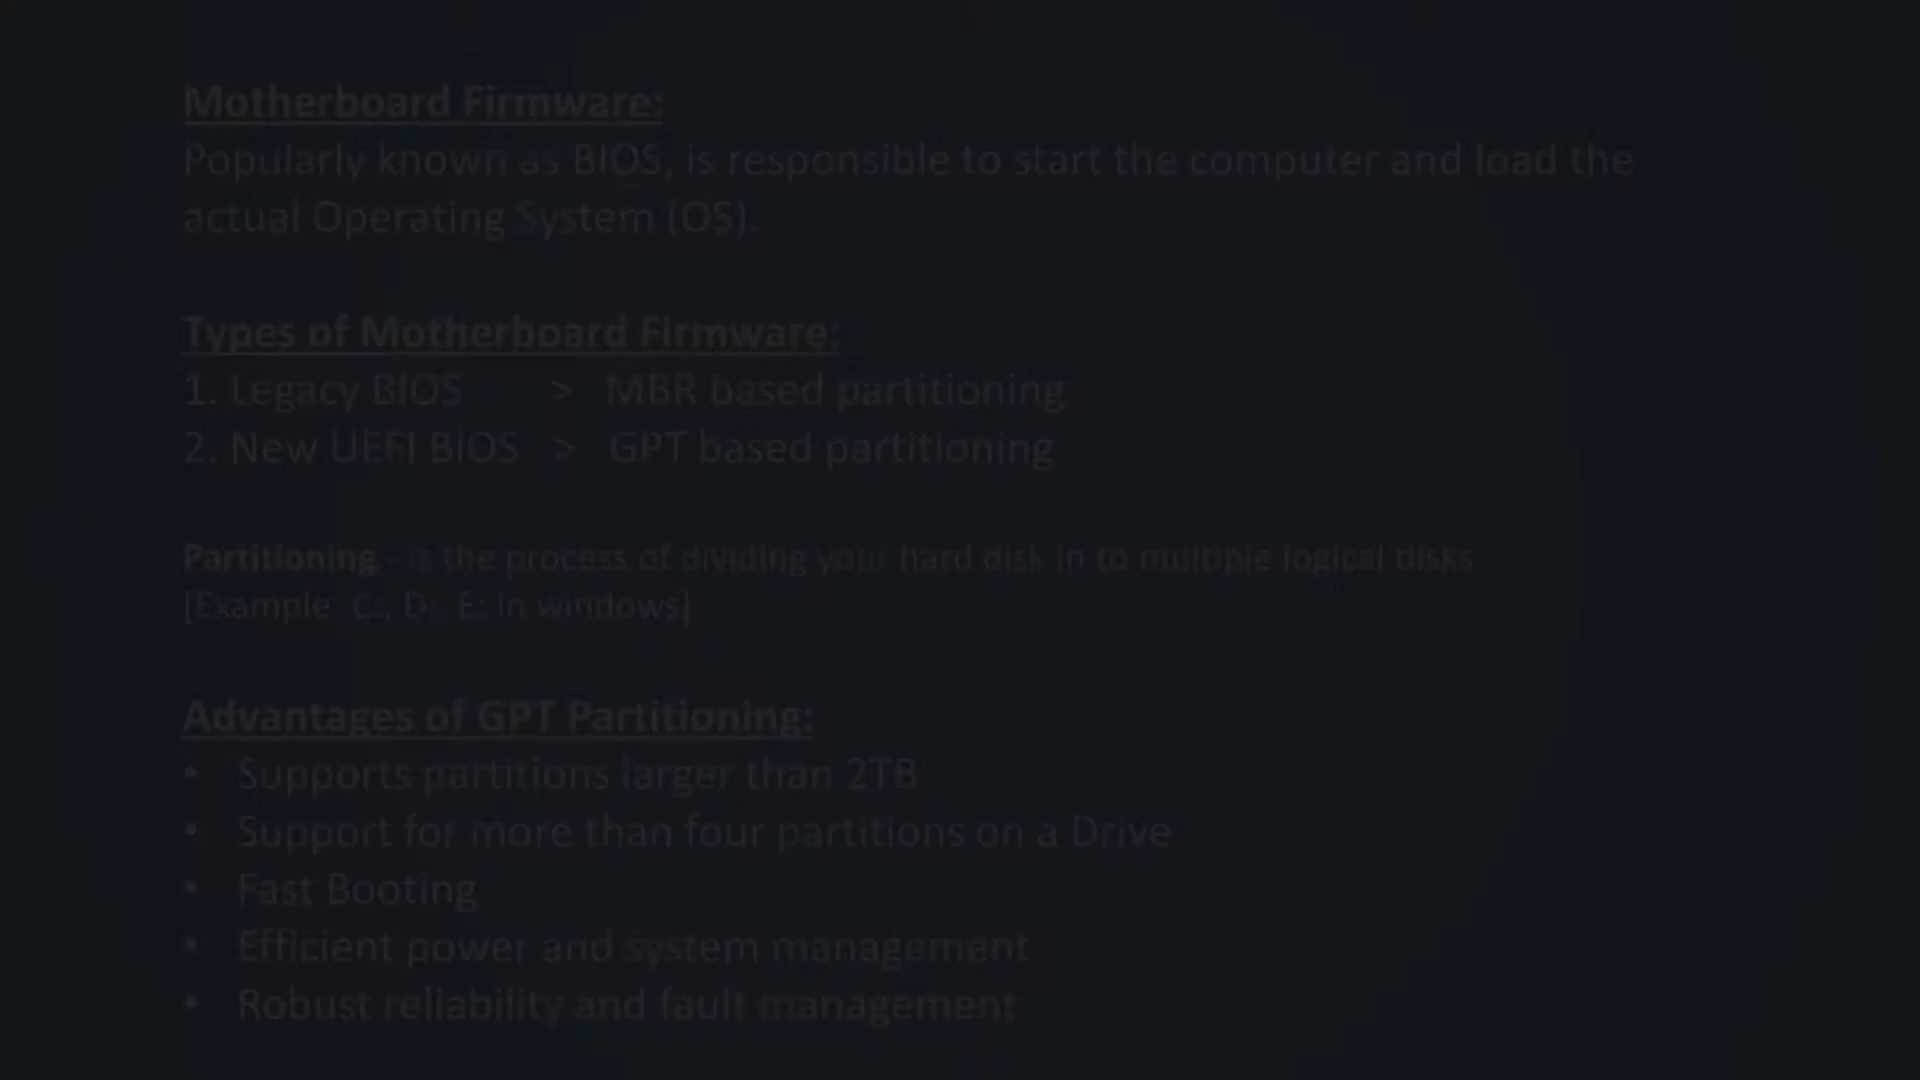 Motherboard Firmware:
Popularly known as BIOS, is responsible to start the computer and load the
actual Operating System (OS).
Types of Motherboard Firmware:
1. Legacy BIOS > MBR based partitioning
2. New UEFI BIOS > GPT based partitioning
Partitioning - is the process of dividing your hard disk in to multiple logical disks
[Example C:, D:, E: in windows]
Advantages of GPT Partitioning:
• Supports partitions larger than 2TB
• Support for more than four partitions on a Drive
• Fast Booting
• Efficient power and system management
• Robust reliability and fault management